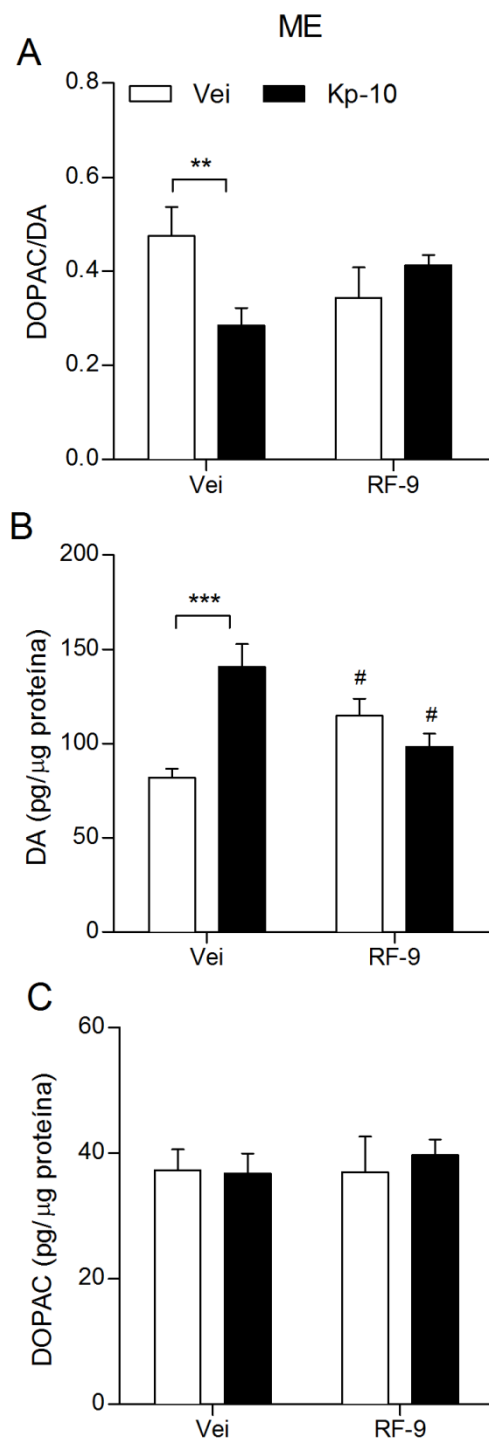 ME
A
Vei Kp-10
0.8
0.6
0.4
0.2
0.0
DOPAC/DA
**
Vei RF-9
B
200
150
100
50
0
DA (pg/μg proteína)
***
# #
Vei RF-9
C
60
40
20
0
DOPAC (pg/μg proteína)
Vei RF-9